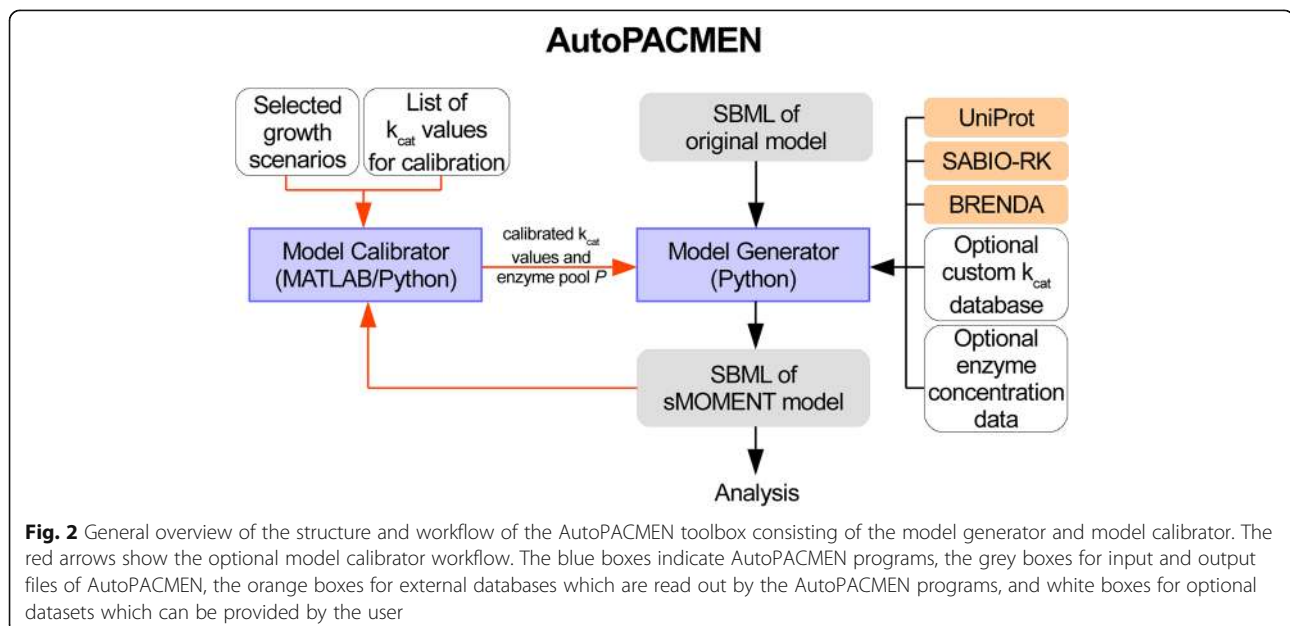 AutoPACMEN
Selected
growth
scenarios
List of
kcat values
for calibration
SBML of
original model
UniProt
SABIO-RK
BRENDA
Optional
custom kcat
database
Optional
enzyme
concentration
data
Model Calibrator
(MATLAB/Python)
calibrated kcat
values and
enzyme pool P
Model Generator
(Python)
SBML of
sMOMENT model
Analysis
Fig. 2 General overview of the structure and workflow of the AutoPACMEN toolbox consisting of the model generator and model calibrator. The
red arrows show the optional model calibrator workflow. The blue boxes indicate AutoPACMEN programs, the grey boxes for input and output
files of AutoPACMEN, the orange boxes for external databases which are read out by the AutoPACMEN programs, and white boxes for optional
datasets which can be provided by the user